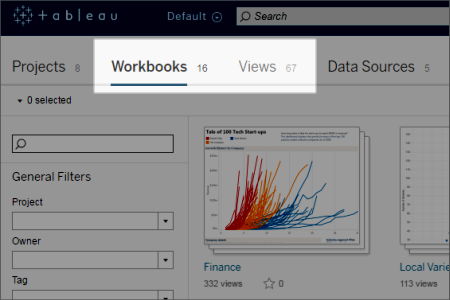 tableau Default Search
Projects 8 Workbooks 16 Views 67 Data Sources 5
0 selected
General Filters
Project
Owner
Tag
Tale of 100 Tech Start-ups
Finance
332 views 0
Local Varie
113 views